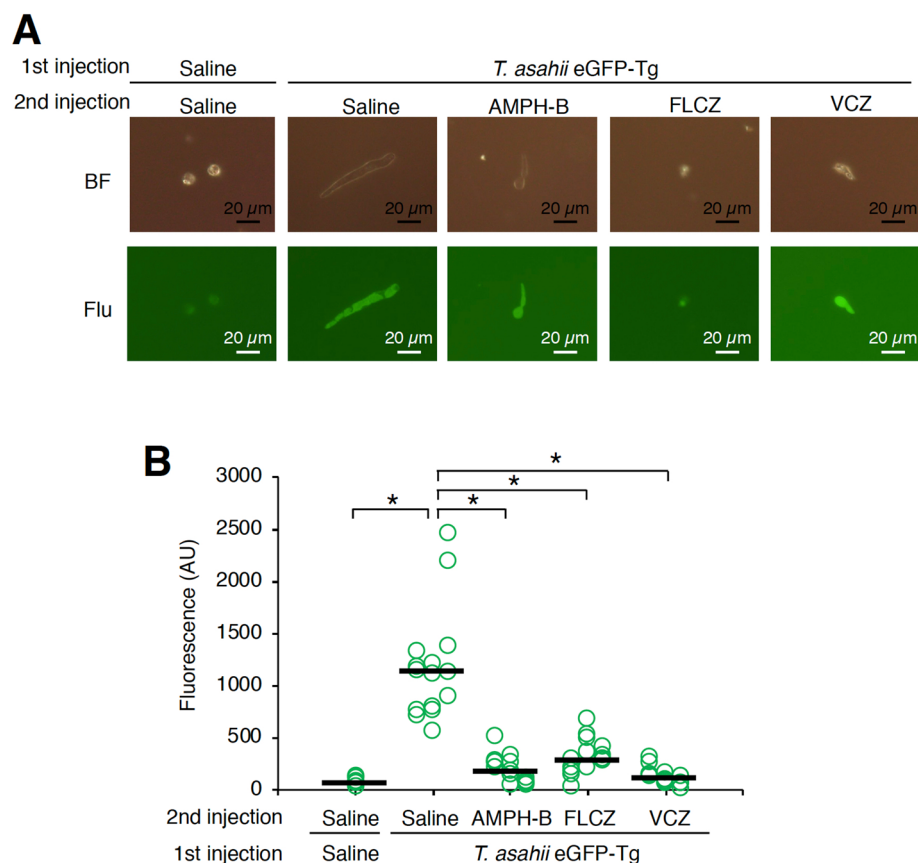 A
1st injection Saline T. asahii eGFP-Tg
2nd injection Saline Saline AMPH-B FLCZ VCZ
BF 20 µm 20 µm 20 µm 20 µm 20 µm
Flu 20 µm 20 µm 20 µm 20 µm 20 µm
B
Fluorescence (AU)
3000
2500
2000
1500
1000
500
0
*
*
*
*
2nd injection Saline Saline AMPH-B FLCZ VCZ
1st injection Saline T. asahii eGFP-Tg